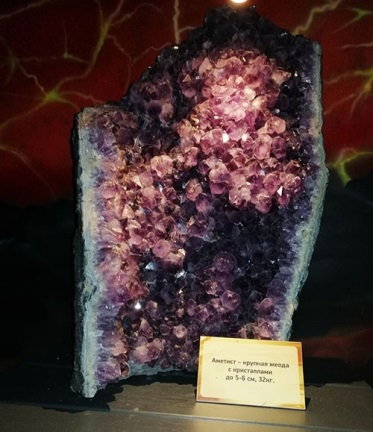 Аметист – крупная жеода
с кристаллами
до 5-6 см, 32кг.